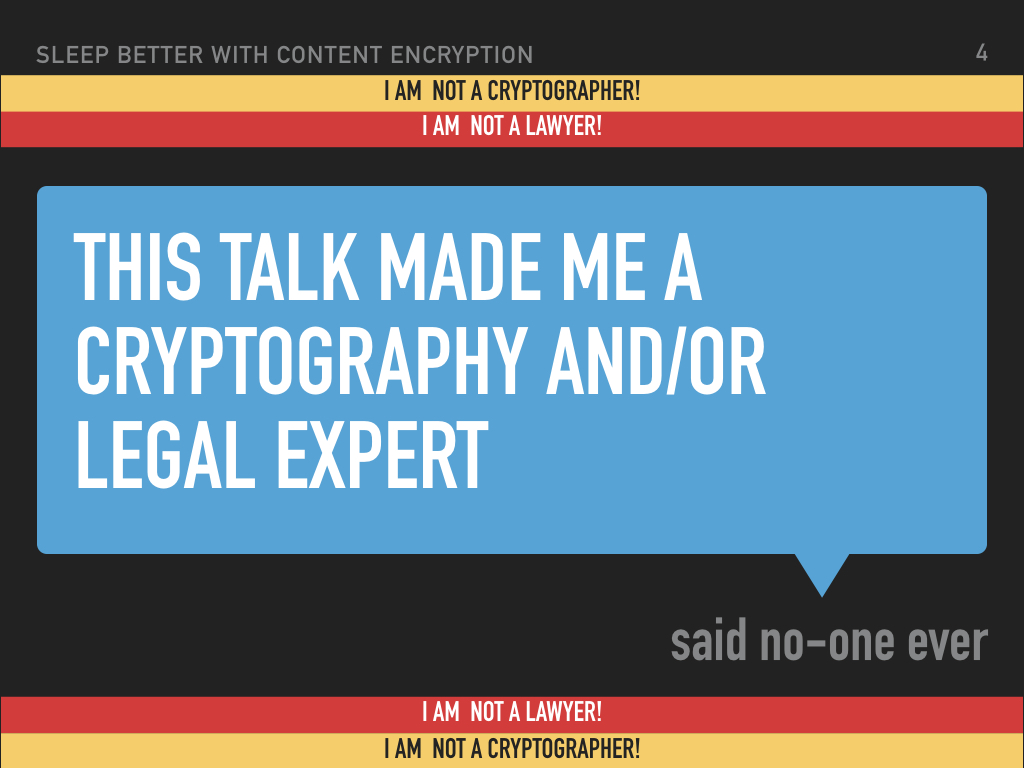 SLEEP BETTER WITH CONTENT ENCRYPTION 4
I AM NOT A CRYPTOGRAPHER!
I AM NOT A LAWYER!
THIS TALK MADE ME A
CRYPTOGRAPHY AND/OR
LEGAL EXPERT
said no-one ever
I AM NOT A LAWYER!
I AM NOT A CRYPTOGRAPHER!